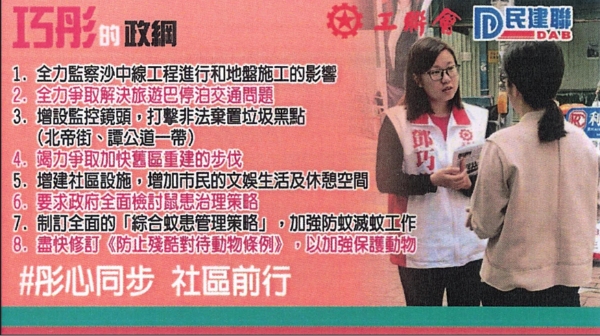 巧彤的政綱
工聯會
民建聯
DAB
1. 全力監察沙中線工程進行和地盤施工的影響
2. 全力爭取解決旅遊巴停泊交通問題
3. 增設監控鏡頭,打擊非法棄置垃圾黑點
(北帝街、譚公道一帶)
4. 竭力爭取加快舊區重建的步伐
5. 增建社區設施,增加市民的文娛生活及休憩空間
6. 要求政府全面檢討鼠患治理策略
7. 制訂全面的「綜合蚊患管理策略」,加強防蚊滅蚊工作
8. 盡快修訂《防止殘酷對待動物條例》,以加強保護動物
#彤心同步 社區前行
鄧巧
利